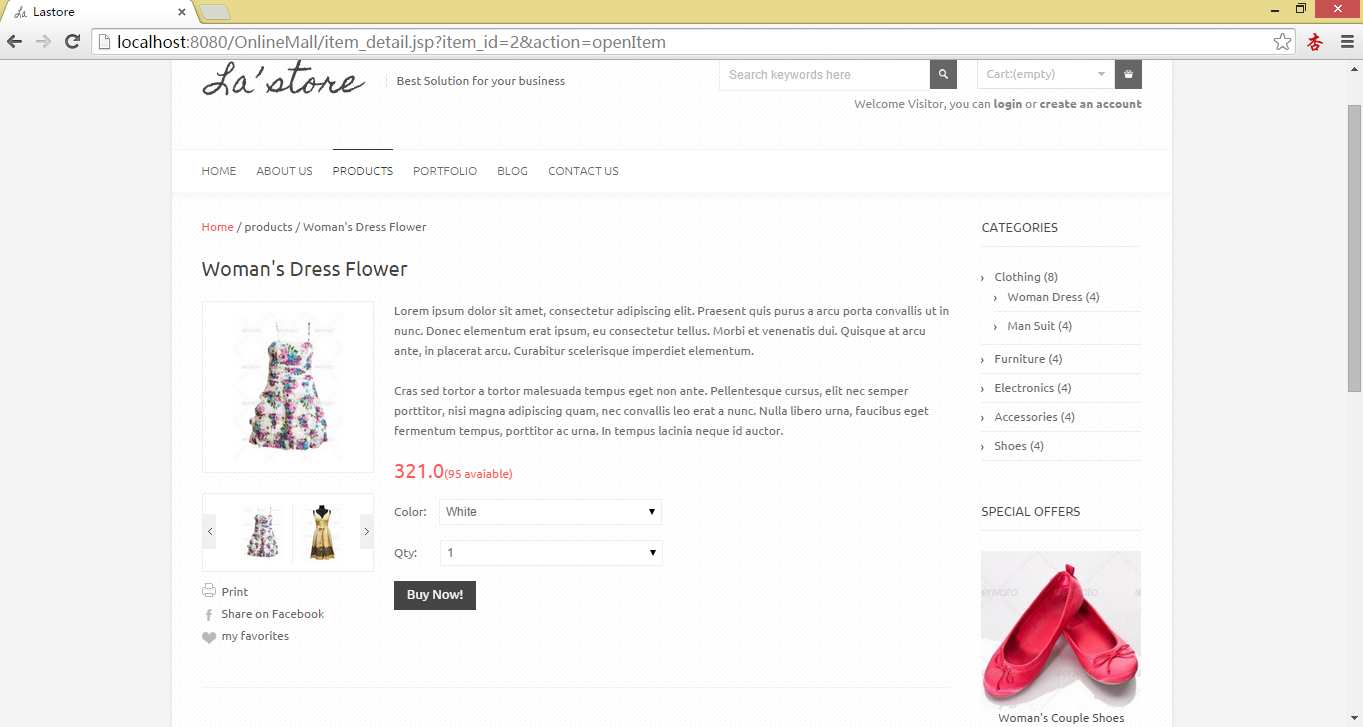 Lastore
localhost:8080/OnlineMall/item_detail.jsp?item_id=2&action=openItem
La'store
Best Solution for your business
Search keywords here
Cart:(empty)
Welcome Visitor, you can login or create an account
HOME ABOUT US PRODUCTS PORTFOLIO BLOG CONTACT US
Home / products / Woman's Dress Flower
Woman's Dress Flower
Lorem ipsum dolor sit amet, consectetur adipiscing elit. Praesent quis purus a arcu porta convallis ut in
nunc. Donec elementum erat ipsum, eu consectetur tellus. Morbi et venenatis dui. Quisque at arcu
ante, in placerat arcu. Curabitur scelerisque imperdiet elementum.
Cras sed tortor a tortor malesuada tempus eget non ante. Pellentesque cursus, elit nec semper
porttitor, nisi magna adipiscing quam, nec convallis leo erat a nunc. Nulla libero urna, faucibus eget
fermentum tempus, porttitor ac urna. In tempus lacinia neque id auctor.
321.0(95 avaiable)
Color: White
Qty: 1
Buy Now!
Print
Share on Facebook
my favorites
CATEGORIES
Clothing (8)
Woman Dress (4)
Man Suit (4)
Furniture (4)
Electronics (4)
Accessories (4)
Shoes (4)
SPECIAL OFFERS
Woman's Couple Shoes